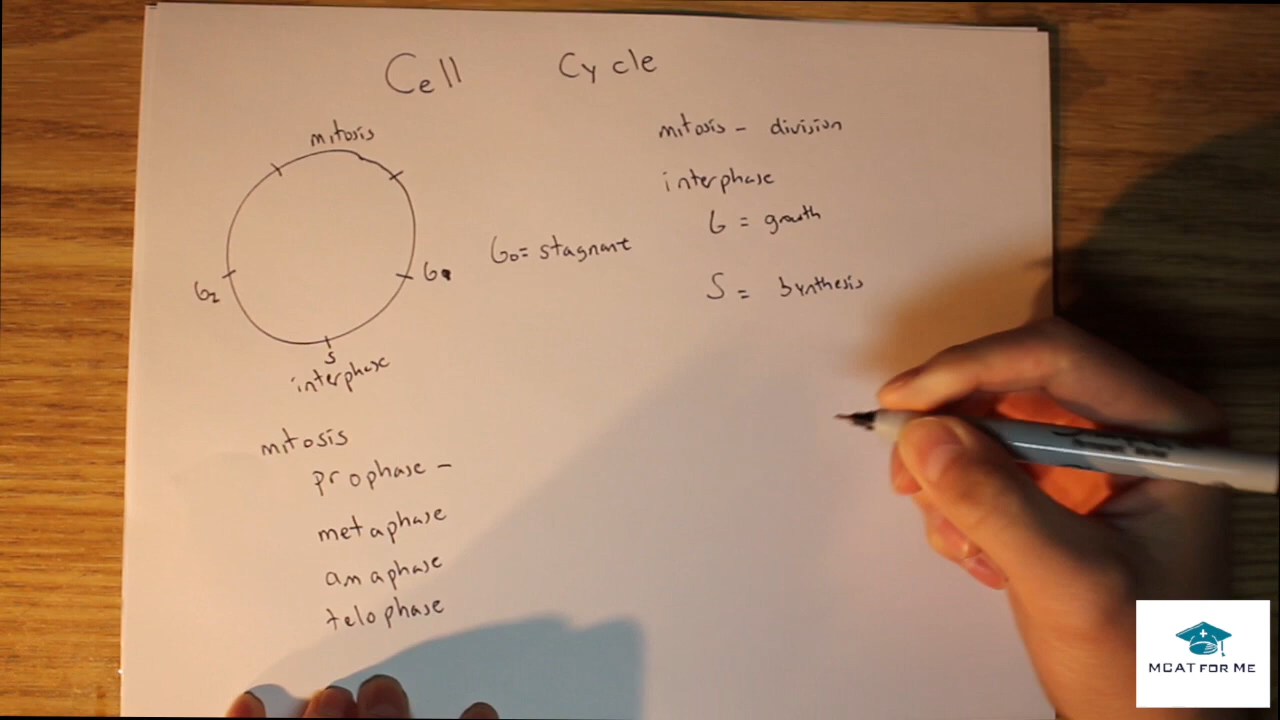 Cell Cycle
mitosis
G2
G
S
interphase
G0 = stagnant
mitosis - division
interphase
G = growth
S = synthesis
mitosis
prophase -
metaphase
anaphase
telophase
MCAT FOR ME